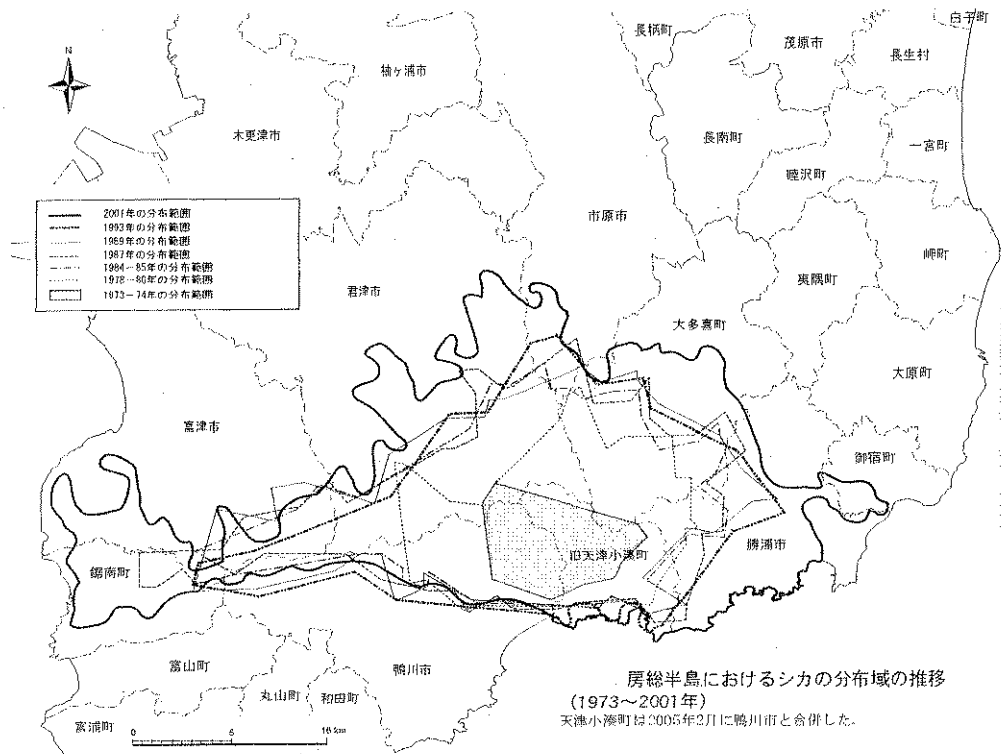 白子町
長柄町
茂原市
長生村
N
袖ヶ浦市
木更津市
長南町
一宮町
睦沢町
2001年の分布範囲
1993年の分布範囲
1989年の分布範囲
1987年の分布範囲
1984-85年の分布範囲
1978-80年の分布範囲
1973-74年の分布範囲
市原市
岬町
夷隅町
君津市
大多喜町
大原町
富津市
御宿町
勝浦市
旧天津小湊町
鋸南町
富山町
鴨川市
丸山町
和田町
富浦町
0 5 10 km
房総半島におけるシカの分布域の推移
(1973~2001年)
天津小湊町は2005年2月に鴨川市と合併した。